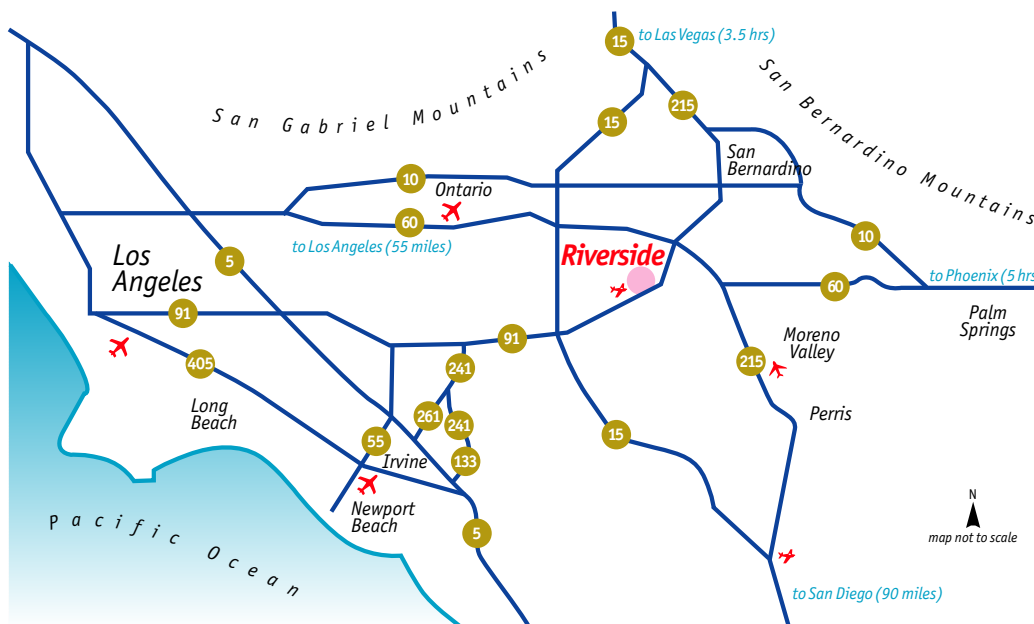 15
to Las Vegas (3.5 hrs)
San Gabriel Mountains
San Bernardino Mountains
215
15
San
Bernardino
10
Ontario
60
to Los Angeles (55 miles)
10
5
Los
Angeles
Riverside
to Phoenix (5 hrs
60
91
Palm
Springs
91
Moreno
Valley
405
241
215
Long
Beach
261
241
Perris
55
15
Irvine
133
Newport
Beach
N
map not to scale
Pacific Ocean
5
to San Diego (90 miles)